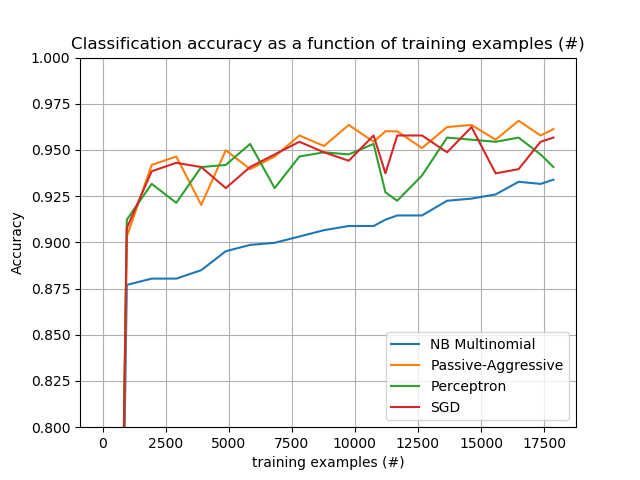 Classification accuracy as a function of training examples (#)
1.000
0.975
0.950
0.925
0.900
0.875
0.850
0.825
0.800
Accuracy
NB Multinomial
Passive-Aggressive
Perceptron
SGD
0 2500 5000 7500 10000 12500 15000 17500
training examples (#)